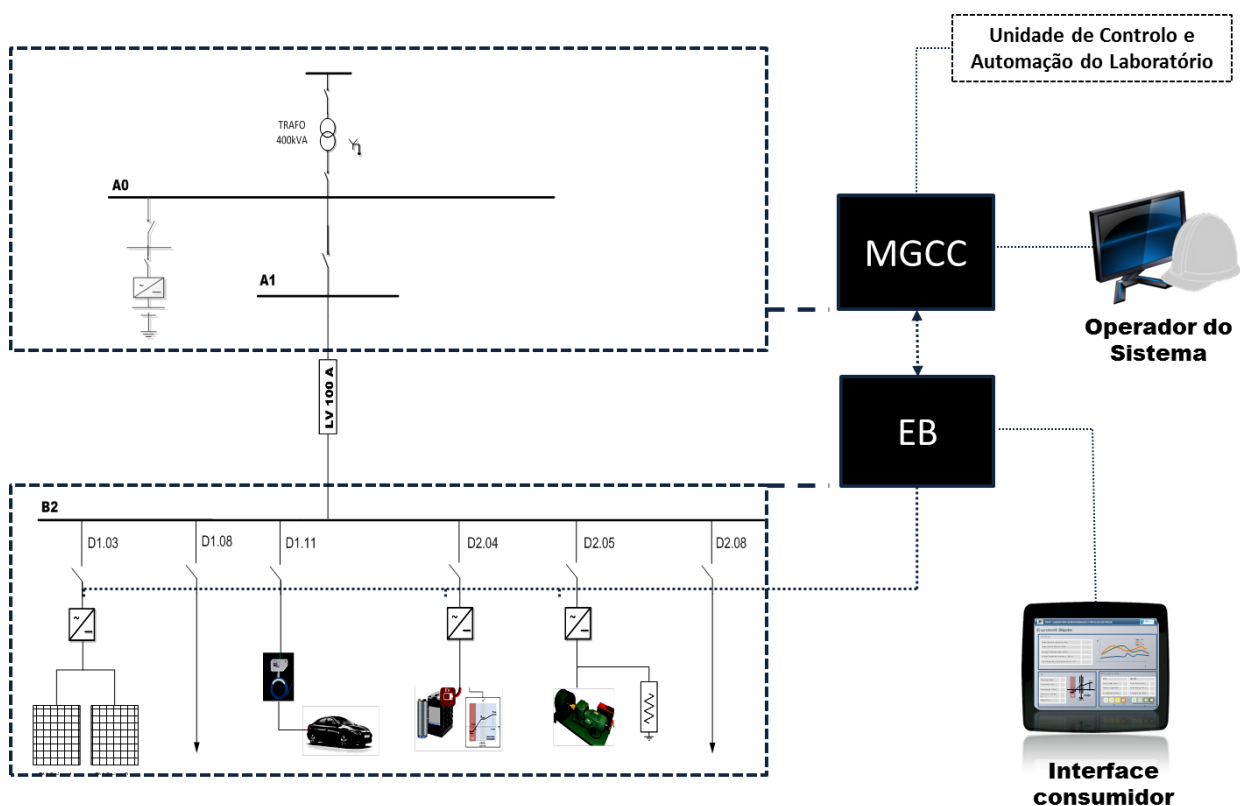 Unidade de Controlo e
Automação do Laboratório
TRAFO
400kVA
A0
A1
MGCC
Operador do
Sistema
LV 100 A
EB
B2
D1.03
D1.08
D1.11
D2.04
D2.05
D2.08
Interface
consumidor